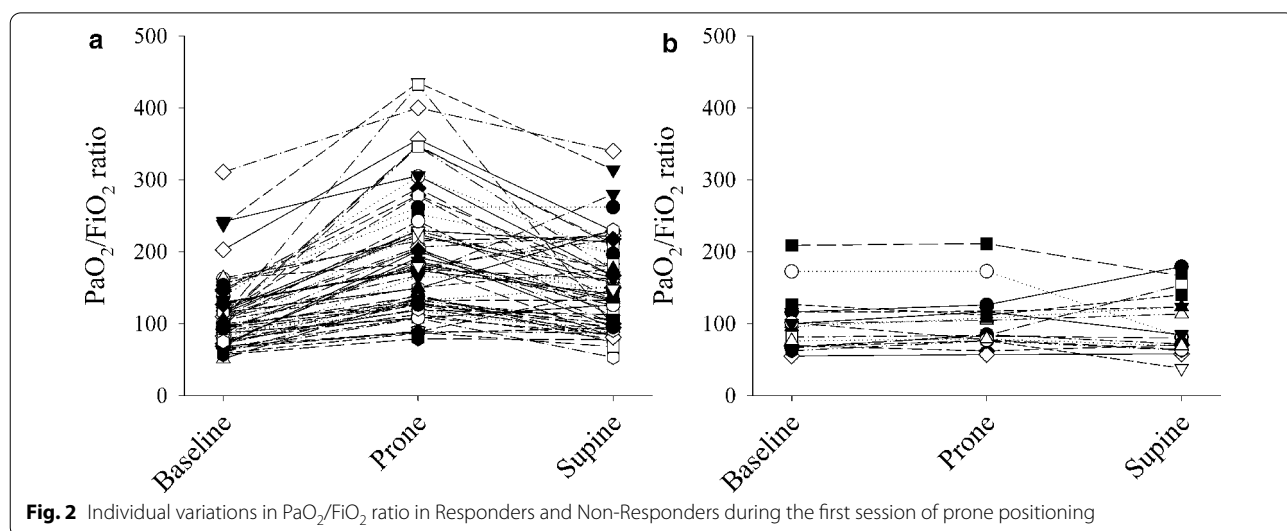 a
500
400
300
200
100
0
PaO₂/FiO₂ ratio
Baseline
Prone
Supine
b
500
400
300
200
100
0
PaO₂/FiO₂ ratio
Baseline
Prone
Supine
Fig. 2 Individual variations in PaO₂/FiO₂ ratio in Responders and Non-Responders during the first session of prone positioning